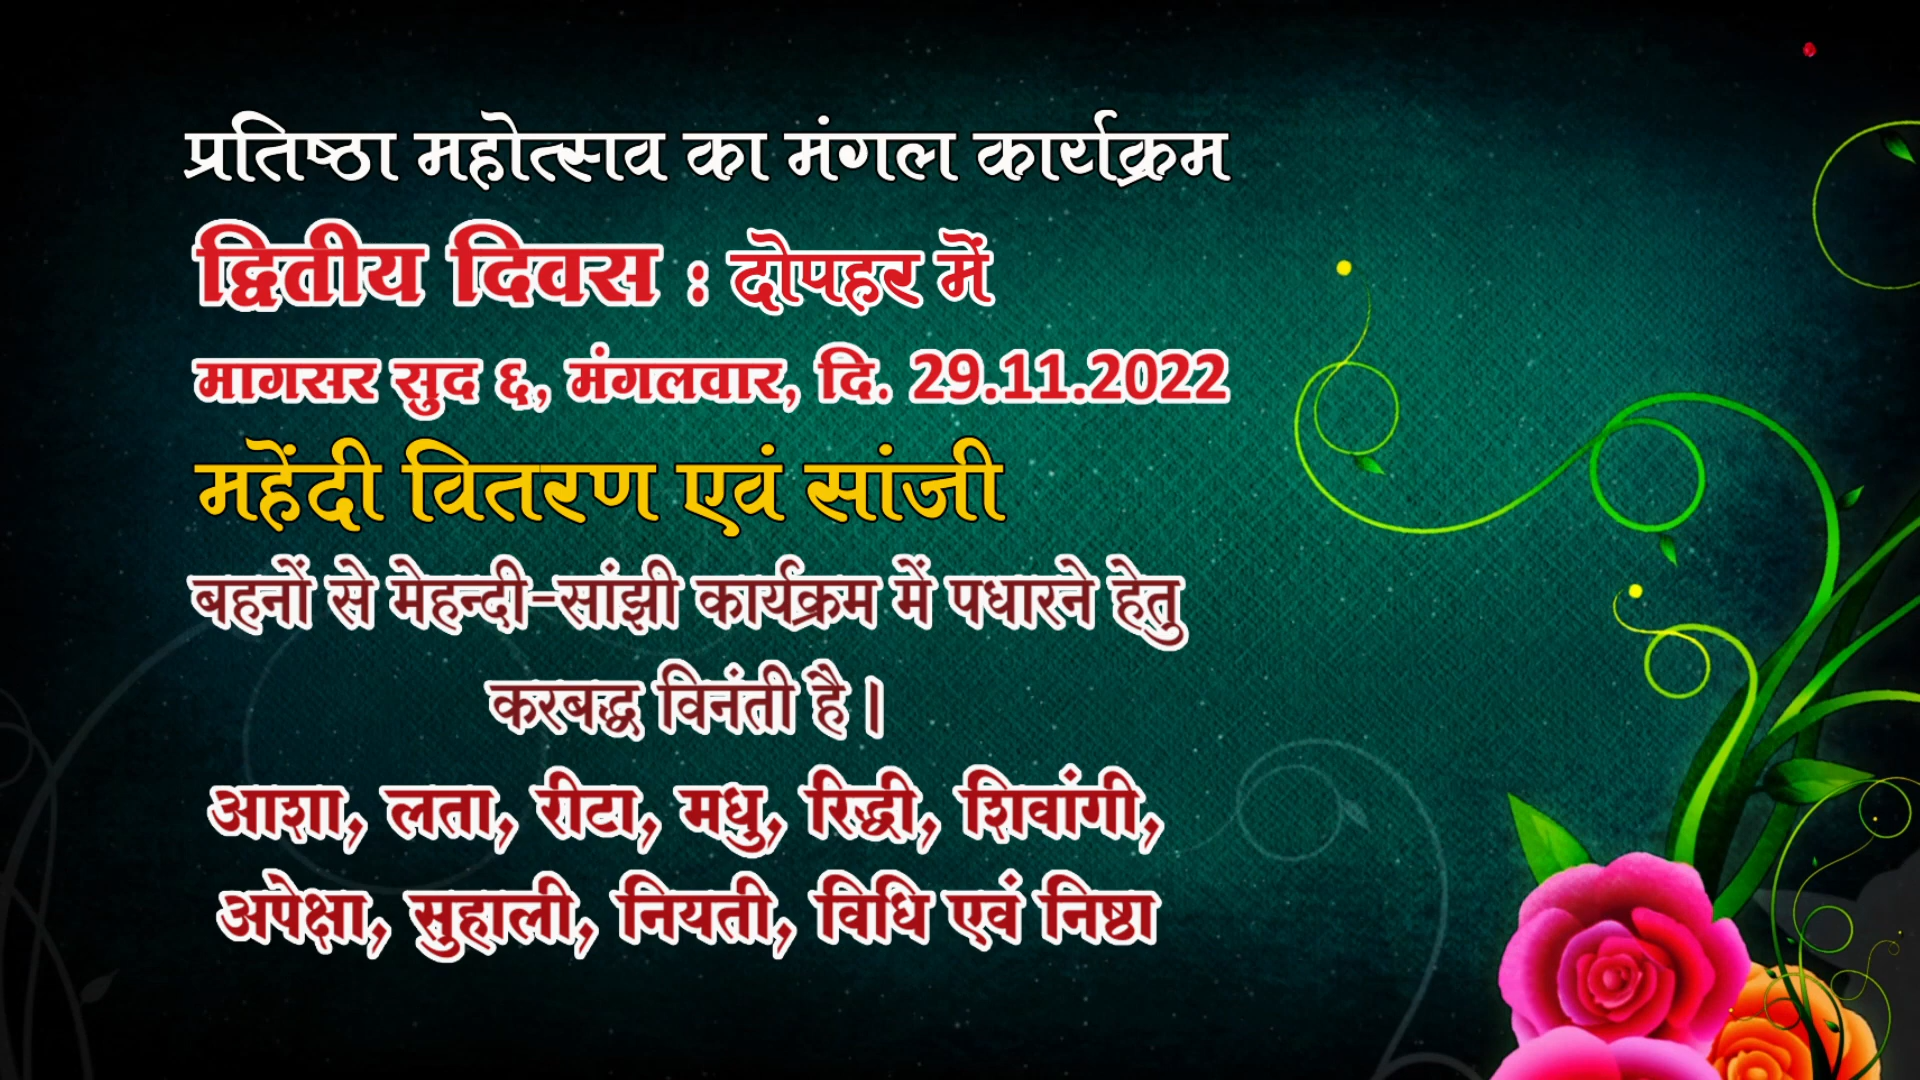 प्रतिष्ठा महोत्सव का मंगल कार्यक्रम
द्वितीय दिवस : दोपहर में
मागसर सुद ६, मंगलवार, दि. 29.11.2022
महेंदी वितरण एवं सांजी
बहनों से मेहन्दी-सांझी कार्यक्रम में पधारने हेतु
करबद्ध विनंती है।
आशा, लता, रीटा, मधु, रिद्धी, शिवांगी,
अपेक्षा, सुहाली, नियती, विधि एवं निष्ठा